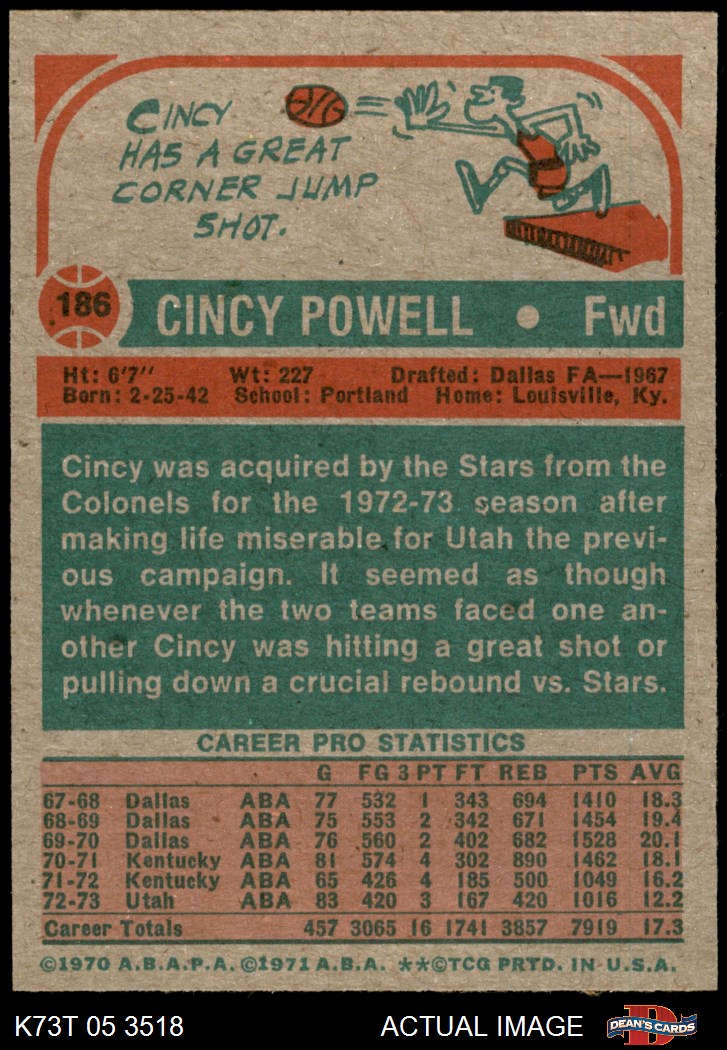 CINCY
HAS A GREAT
CORNER JUMP
SHOT.
186 CINCY POWELL • Fwd
Ht: 6'7" Wt: 227 Drafted: Dallas FA—1967
Born: 2-25-42 School: Portland Home: Louisville, Ky.
Cincy was acquired by the Stars from the
Colonels for the 1972-73 season after
making life miserable for Utah the previ-
ous campaign. It seemed as though
whenever the two teams faced one an-
other Cincy was hitting a great shot or
pulling down a crucial rebound vs. Stars.
CAREER PRO STATISTICS
G FG 3 PT FT REB PTS AVG
67-68 Dallas ABA 77 532 1 343 694 1410 18.3
68-69 Dallas ABA 75 553 2 342 671 1454 19.4
69-70 Dallas ABA 76 560 2 402 682 1528 20.1
70-71 Kentucky ABA 81 574 4 302 890 1462 18.1
71-72 Kentucky ABA 65 426 4 185 500 1049 16.2
72-73 Utah ABA 83 420 3 167 420 1016 12.2
Career Totals 457 3065 16 1741 3857 7919 17.3
©1970 A.B.A.P.A. ©1971 A.B.A. **©TCG PRTD. IN U.S.A.
K73T 05 3518 ACTUAL IMAGE D DEAN'S CARDS